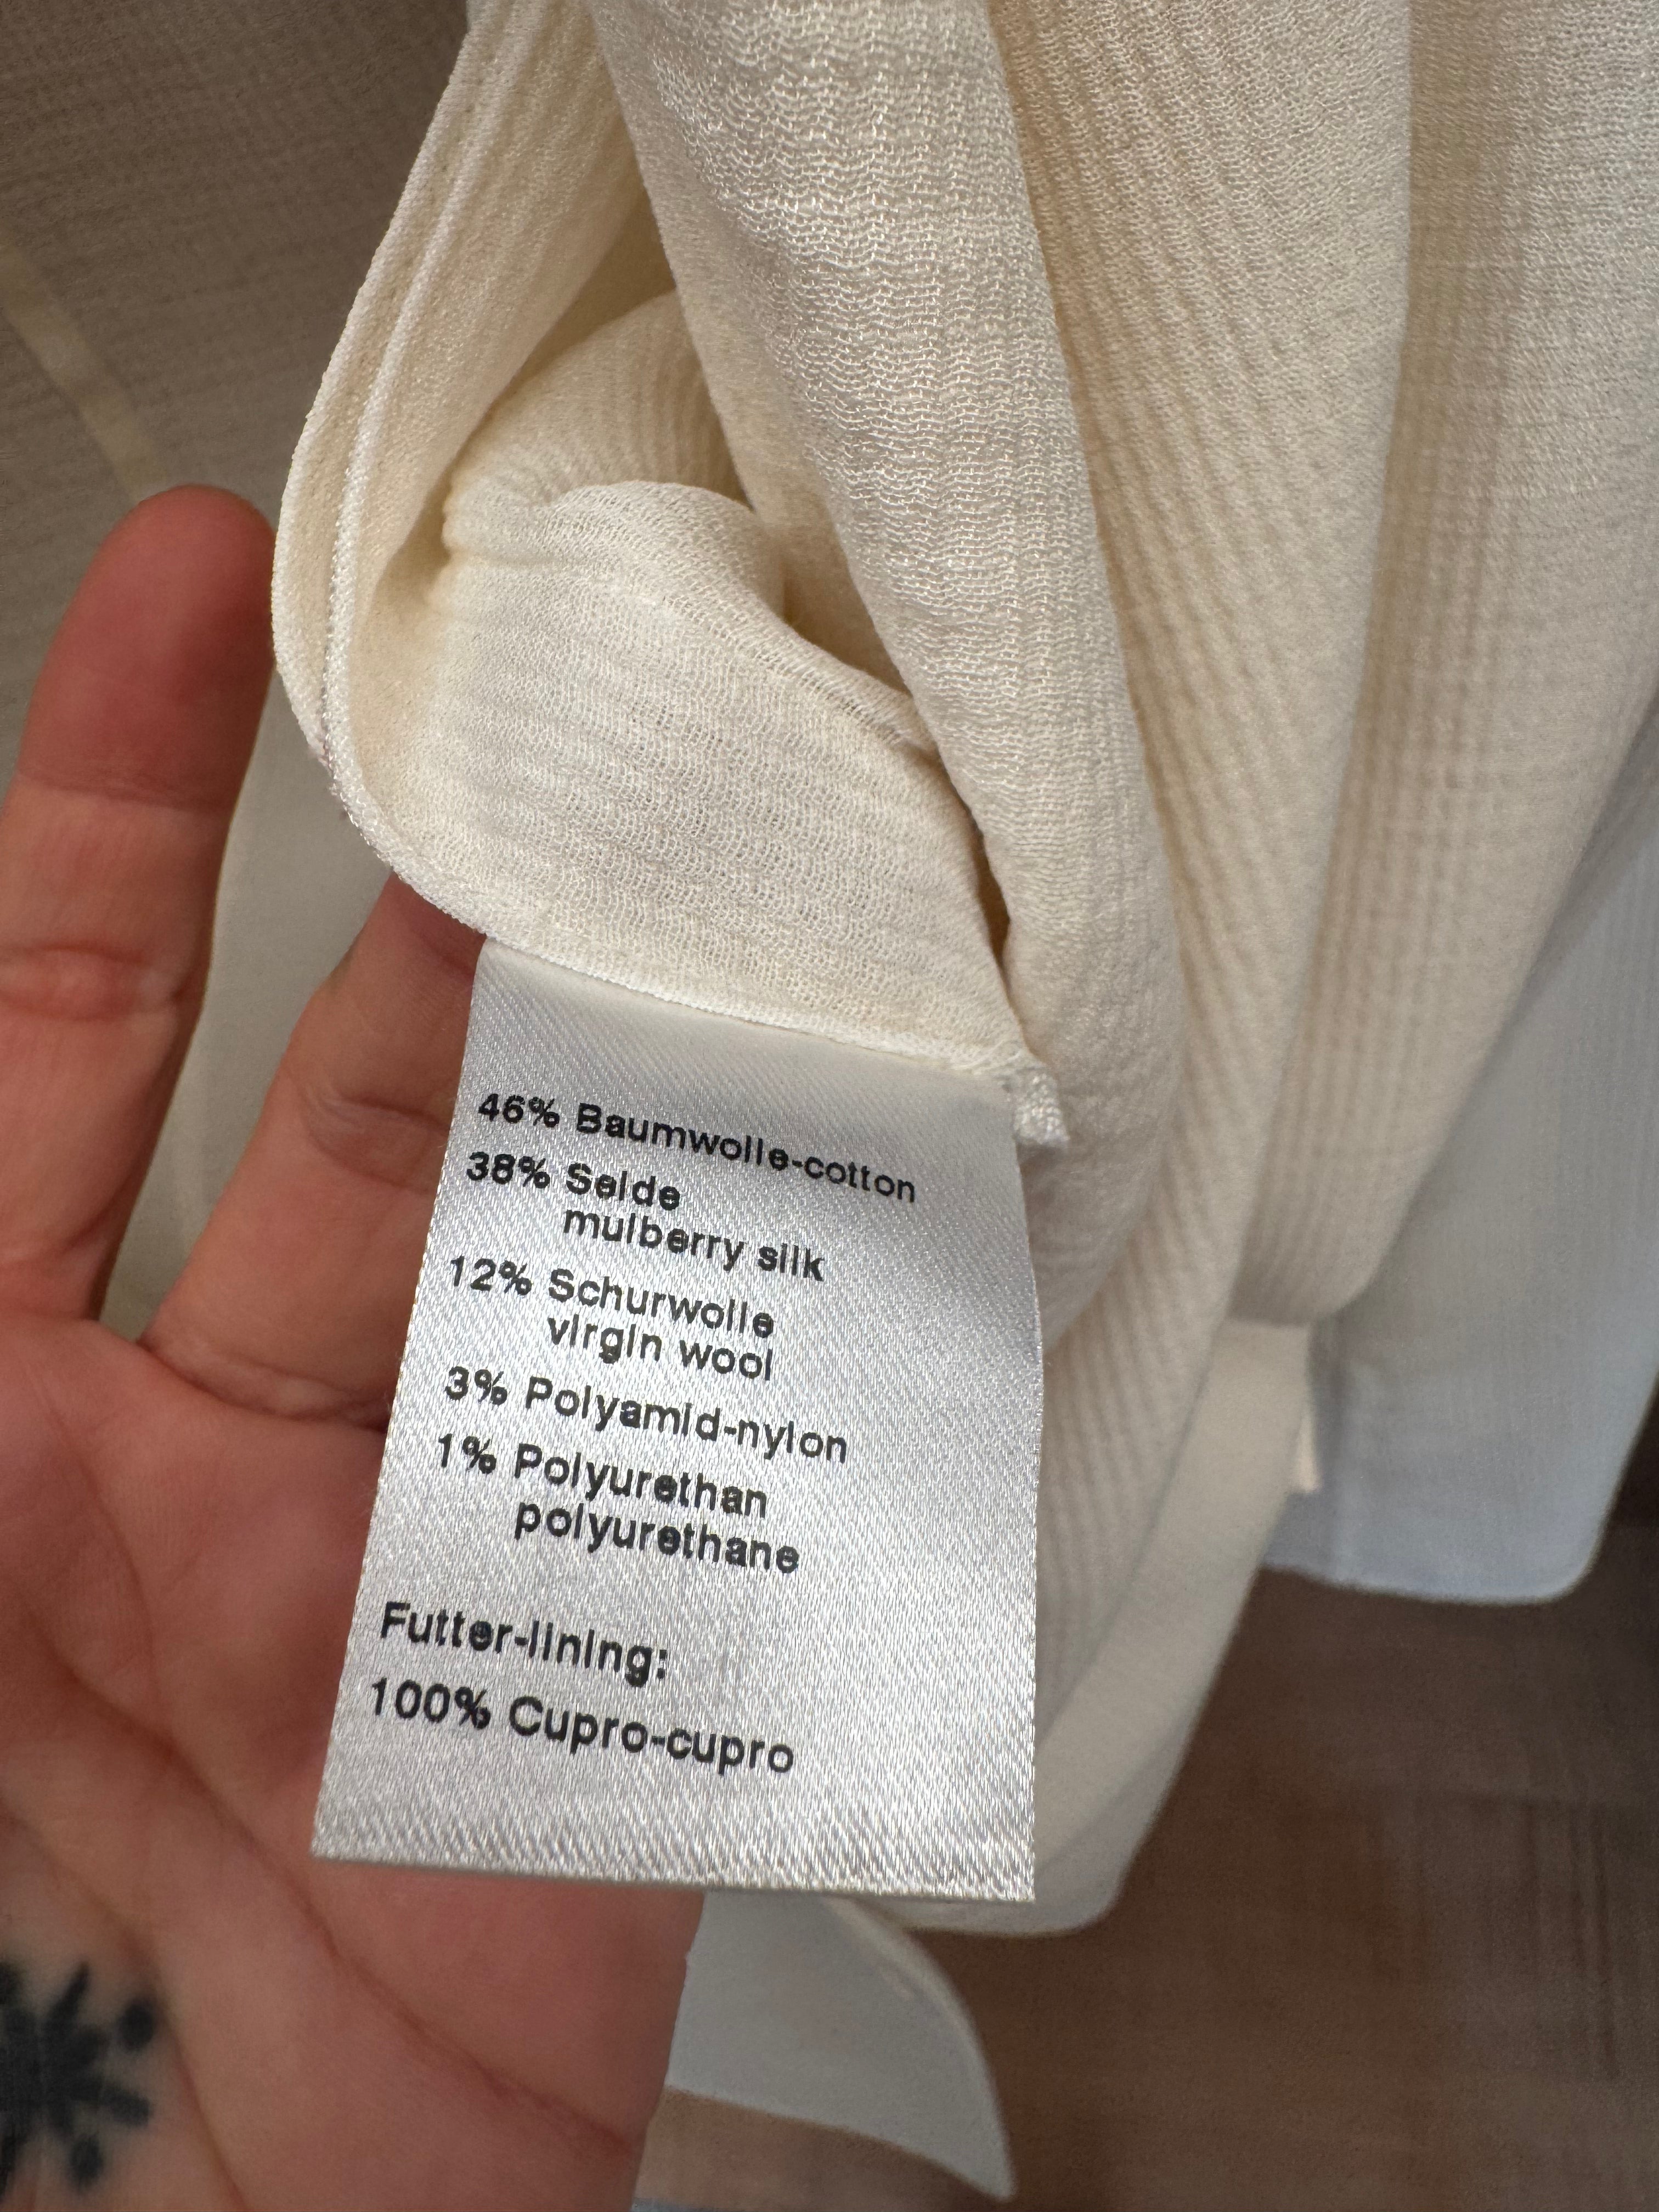 46% Baumwolle-cotton
38% Seide
mulberry silk
12% Schurwolle
virgin wool
3% Polyamid-nylon
1% Polyurethan
polyurethane
Futter-lining:
100% Cupro-cupro